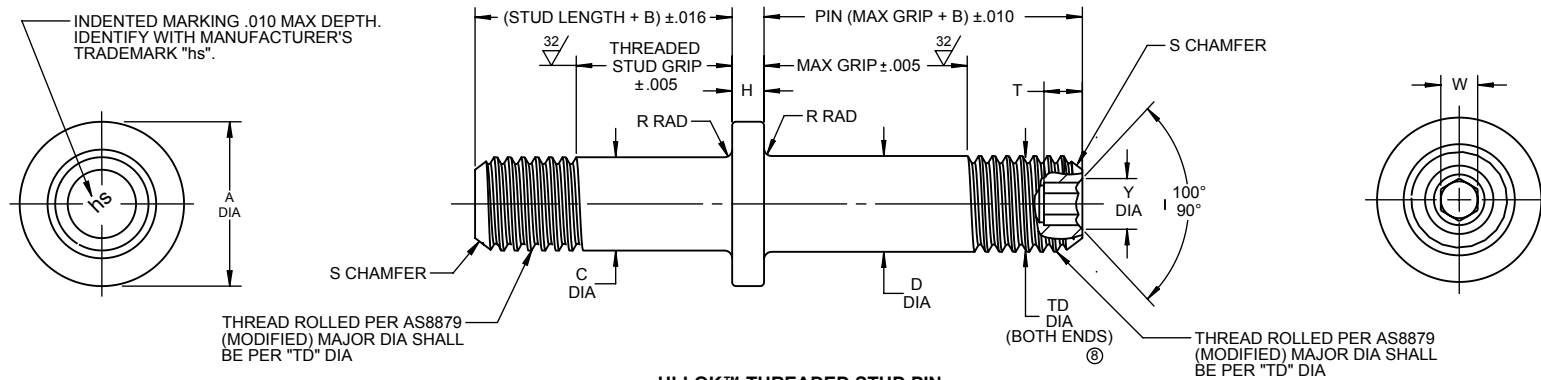 INDENTED MARKING .010 MAX DEPTH.
IDENTIFY WITH MANUFACTURER'S
TRADEMARK "hs".
(STUD LENGTH + B) ±.016
PIN (MAX GRIP + B) ±.010
32
THREADED
STUD GRIP
±.005
H
MAX GRIP ±.005
32
T
S CHAMFER
W
R RAD
R RAD
hs
A
DIA
Y
DIA
100°
90°
S CHAMFER
C
DIA
D
DIA
TD
DIA
(BOTH ENDS)
⑧
THREAD ROLLED PER AS8879
(MODIFIED) MAJOR DIA SHALL
BE PER "TD" DIA
THREAD ROLLED PER AS8879
(MODIFIED) MAJOR DIA SHALL
BE PER "TD" DIA